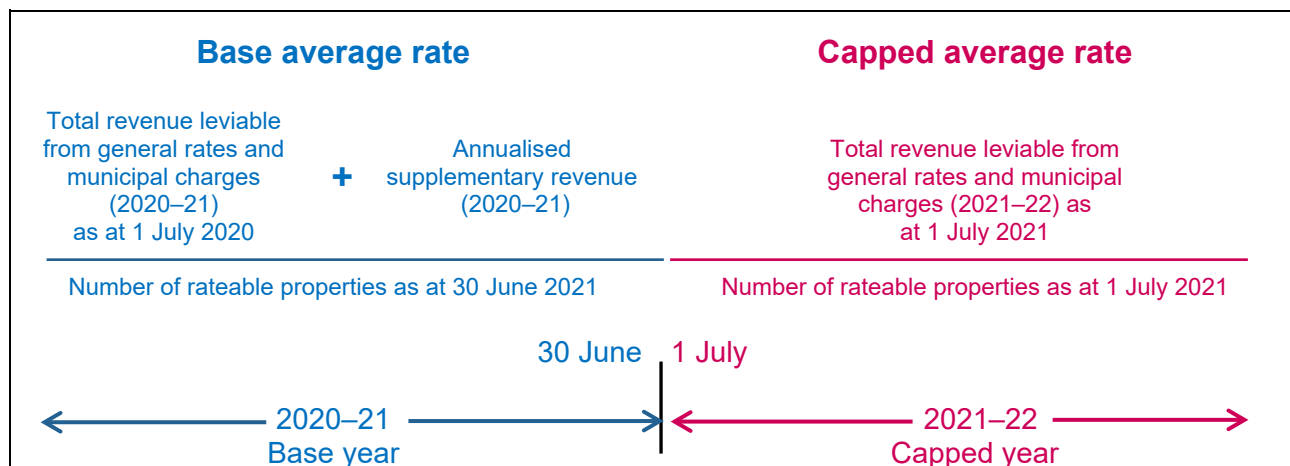 Base average rate
Total revenue leviable
from general rates and
municipal charges
(2020–21)
as at 1 July 2020
+
Annualised
supplementary revenue
(2020–21)
Number of rateable properties as at 30 June 2021
Capped average rate
Total revenue leviable from
general rates and municipal
charges (2021–22) as
at 1 July 2021
Number of rateable properties as at 1 July 2021
30 June
1 July
2020–21
Base year
2021–22
Capped year